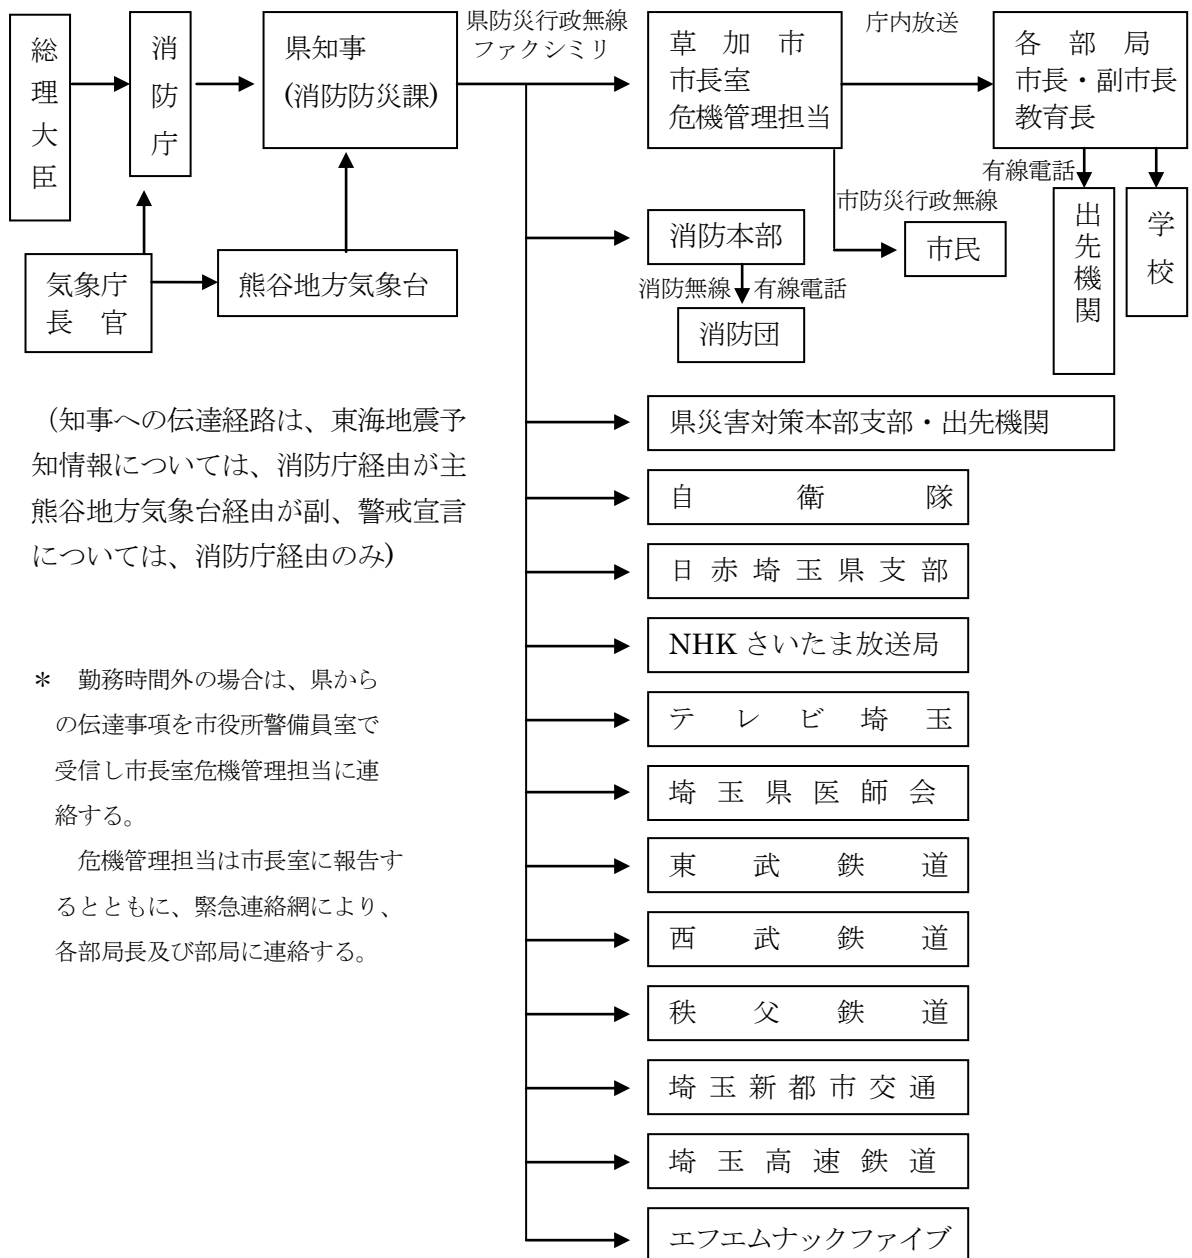 総理大臣
消防庁
県知事
(消防防災課)
県防災行政無線
ファクシミリ
草加市
市長室
危機管理担当
庁内放送
各部局
市長・副市長
教育長
有線電話
出先機関
学校
市防災行政無線
市民
消防本部
消防無線 有線電話
消防団
気象庁
長官
熊谷地方気象台
(知事への伝達経路は、東海地震予
知情報については、消防庁経由が主
熊谷地方気象台経由が副、警戒宣言
については、消防庁経由のみ)
＊　勤務時間外の場合は、県から
の伝達事項を市役所警備員室で
受信し市長室危機管理担当に連
絡する。
危機管理担当は市長室に報告す
るとともに、緊急連絡網により、
各部局長及び部局に連絡する。
県災害対策本部支部・出先機関
自衛隊
日赤埼玉県支部
NHK さいたま放送局
テレビ埼玉
埼玉県医師会
東武鉄道
西武鉄道
秩父鉄道
埼玉新都市交通
埼玉高速鉄道
エフエムナックファイブ